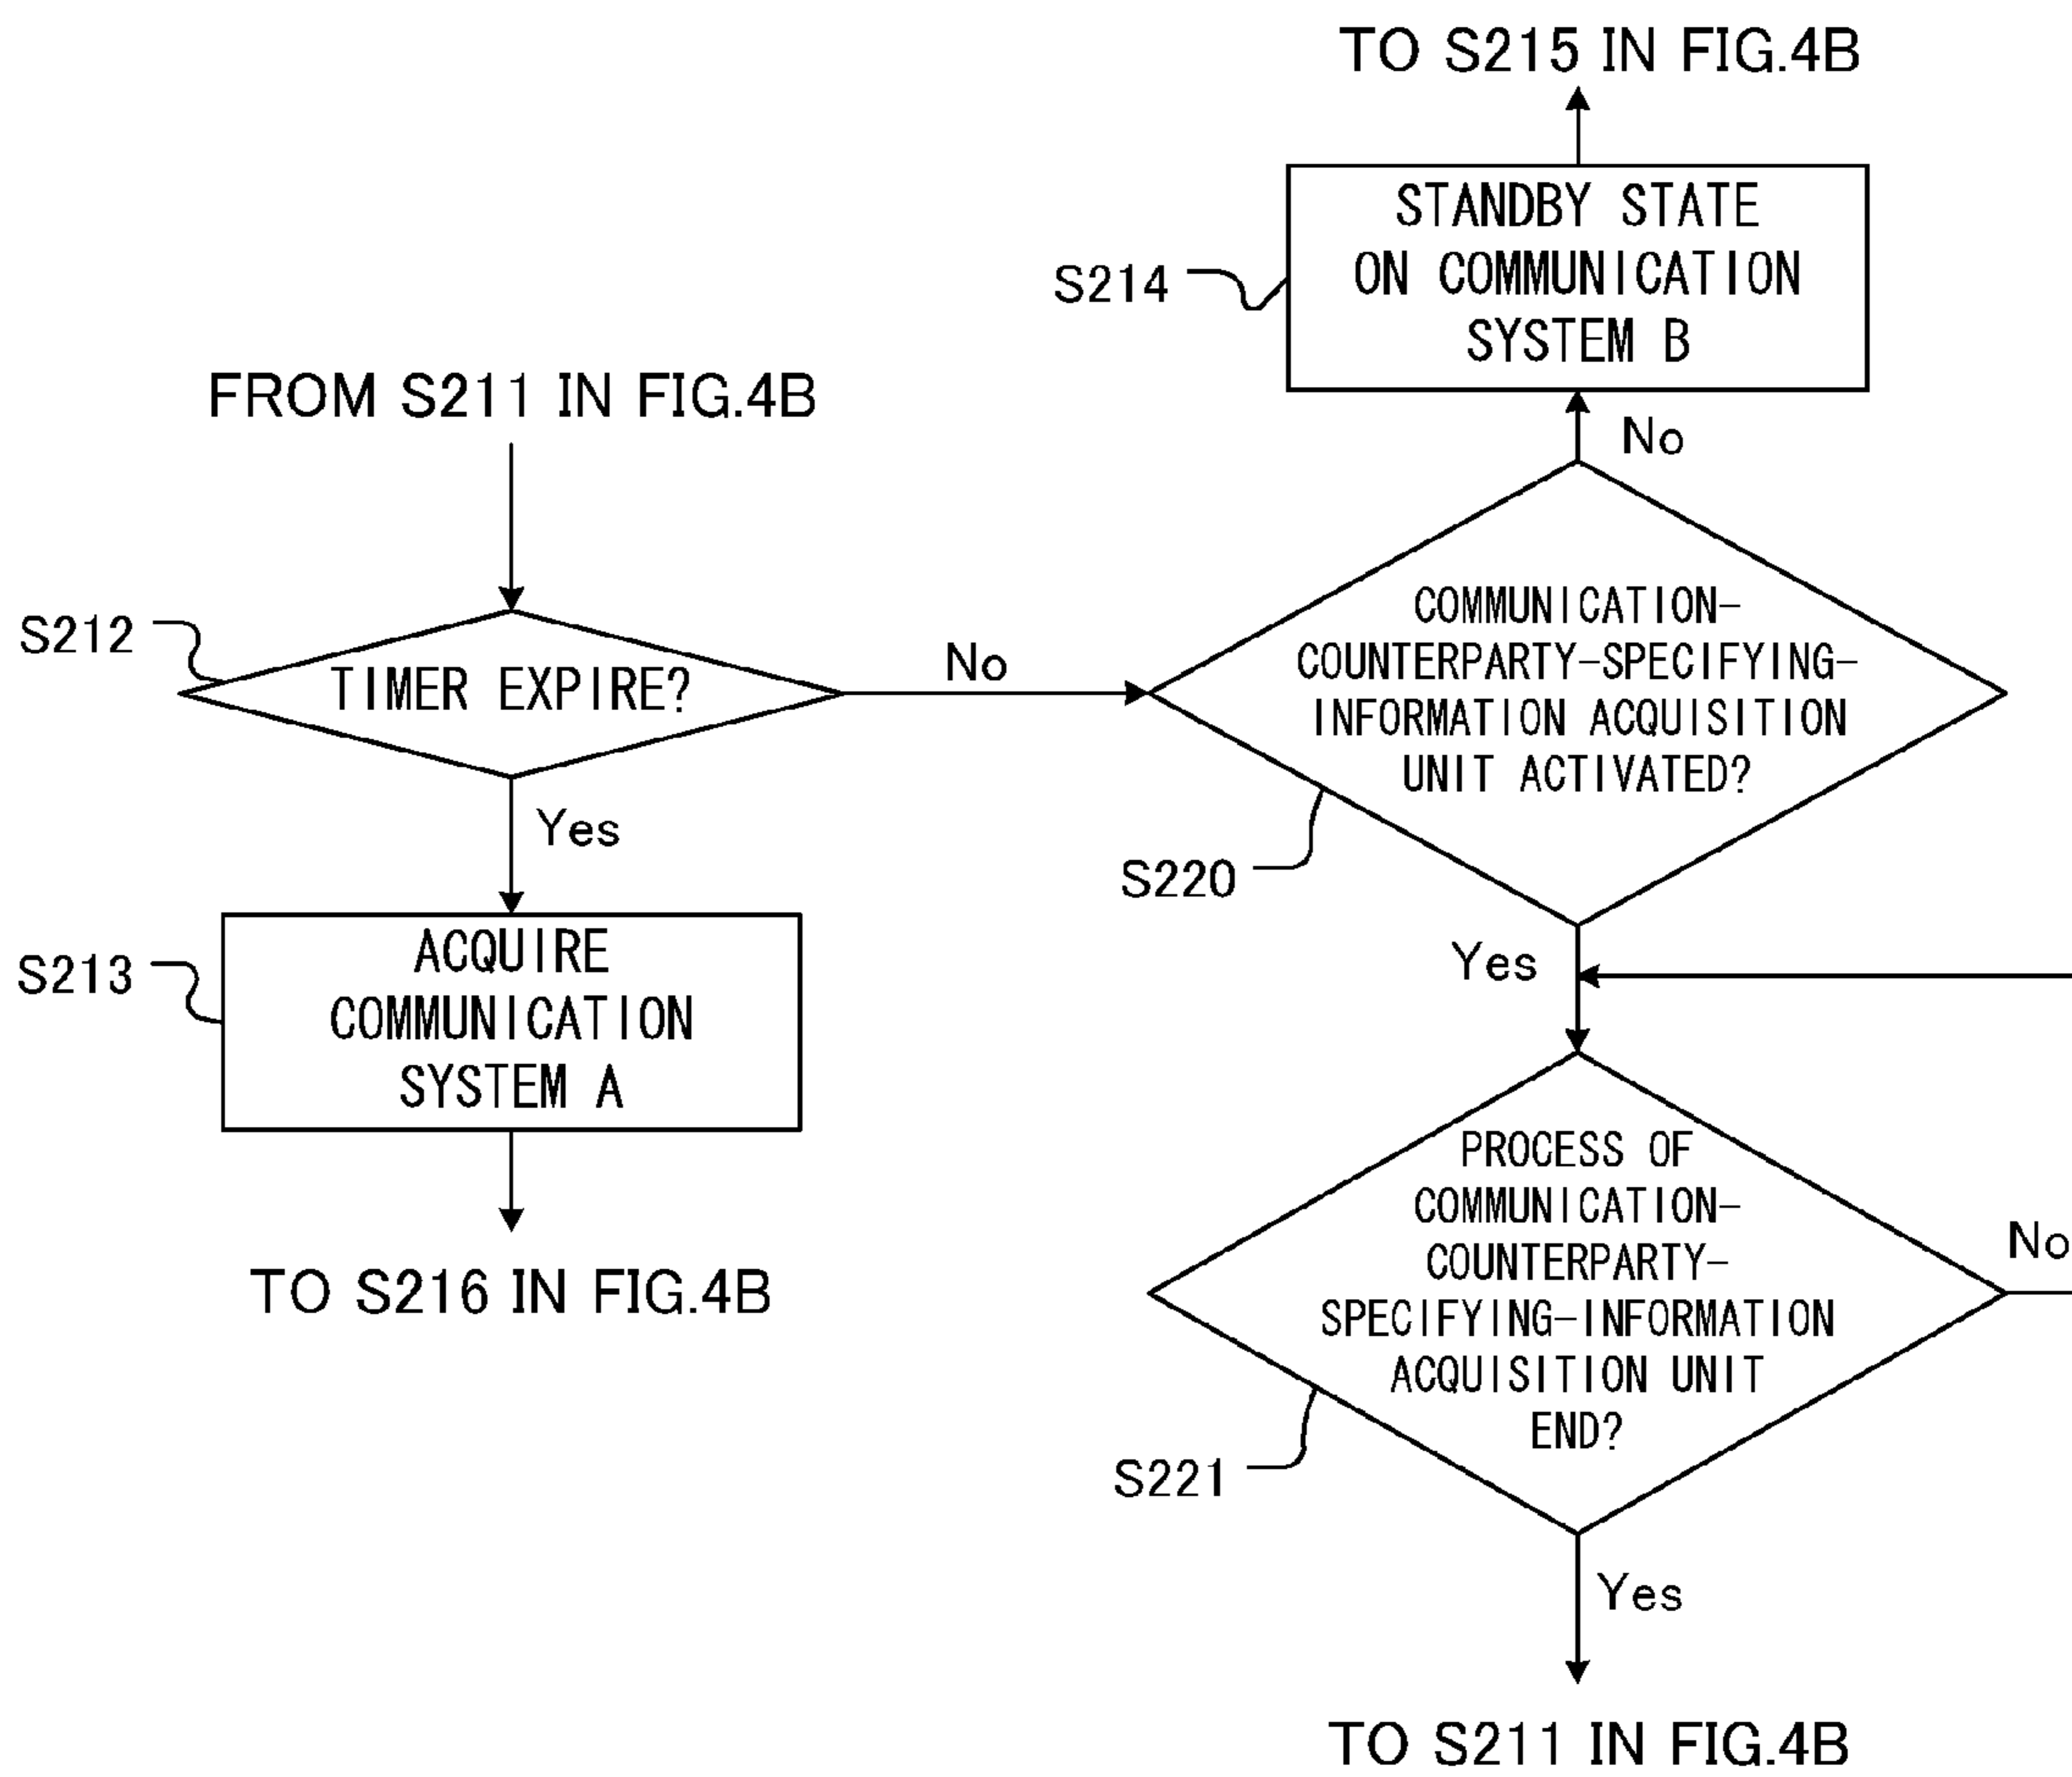 TO S215 IN FIG.4B
S214
STANDBY STATE
ON COMMUNICATION
SYSTEM B
No
FROM S211 IN FIG.4B
S212
TIMER EXPIRE?
No
COMMUNICATION-
COUNTERPARTY-SPECIFYING-
INFORMATION ACQUISITION
UNIT ACTIVATED?
S220
Yes
Yes
S213
ACQUIRE
COMMUNICATION
SYSTEM A
TO S216 IN FIG.4B
PROCESS OF
COMMUNICATION-
COUNTERPARTY-
SPECIFYING-INFORMATION
ACQUISITION UNIT
END?
No
S221
Yes
TO S211 IN FIG.4B